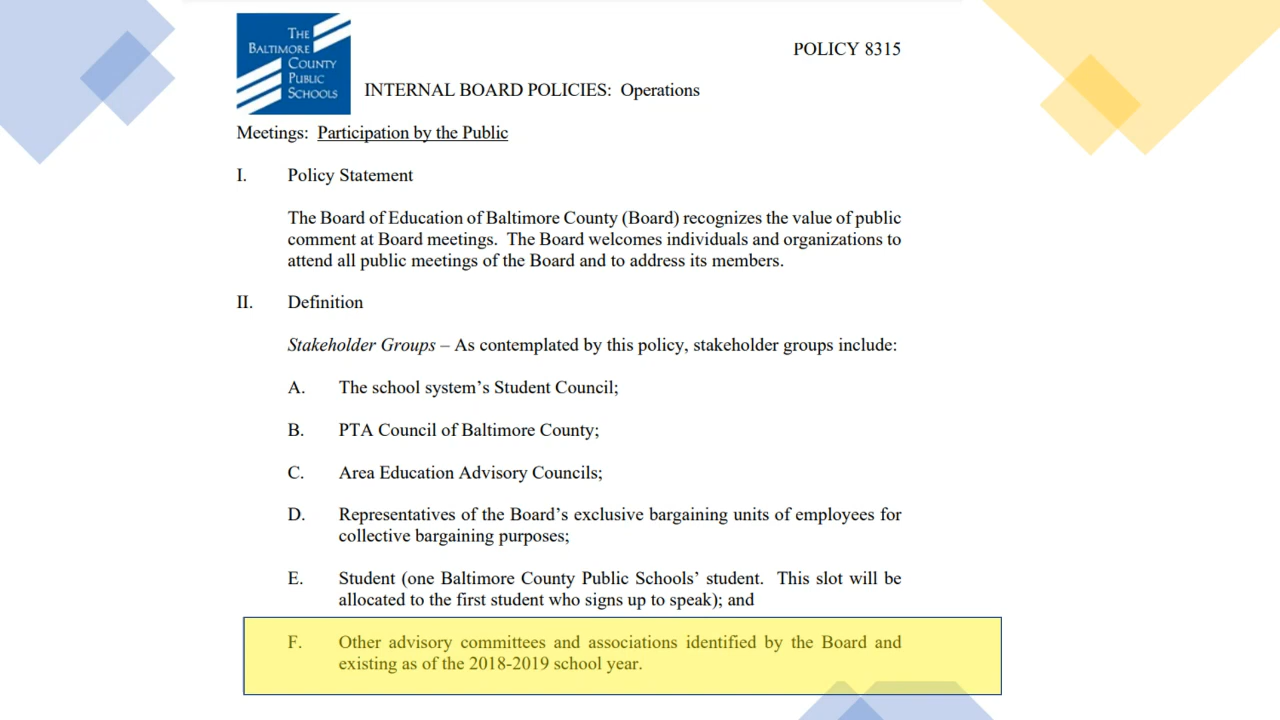 THE
BALTIMORE
COUNTY
PUBLIC
SCHOOLS
POLICY 8315
INTERNAL BOARD POLICIES: Operations
Meetings: Participation by the Public
I. Policy Statement
The Board of Education of Baltimore County (Board) recognizes the value of public
comment at Board meetings. The Board welcomes individuals and organizations to
attend all public meetings of the Board and to address its members.
II. Definition
Stakeholder Groups – As contemplated by this policy, stakeholder groups include:
A. The school system’s Student Council;
B. PTA Council of Baltimore County;
C. Area Education Advisory Councils;
D. Representatives of the Board’s exclusive bargaining units of employees for
collective bargaining purposes;
E. Student (one Baltimore County Public Schools’ student. This slot will be
allocated to the first student who signs up to speak); and
F. Other advisory committees and associations identified by the Board and
existing as of the 2018-2019 school year.